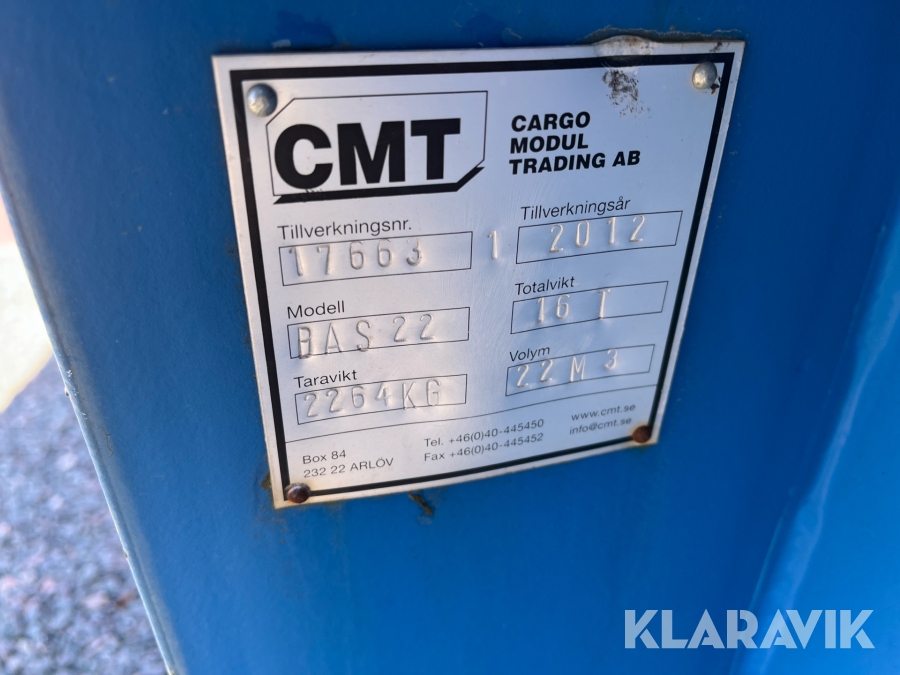 CMT
CARGO
MODUL
TRADING AB
Tillverkningsnr.
17663 1
Tillverkningsår
2012
Modell
BAS 22
Totalvikt
16 T
Taravikt
2264KG
Volym
22 M 3
Box 84
232 22 ARLÖV
Tel. +46(0)40-445450
Fax +46(0)40-445452
www.cmt.se
info@cmt.se
KLARAVIK